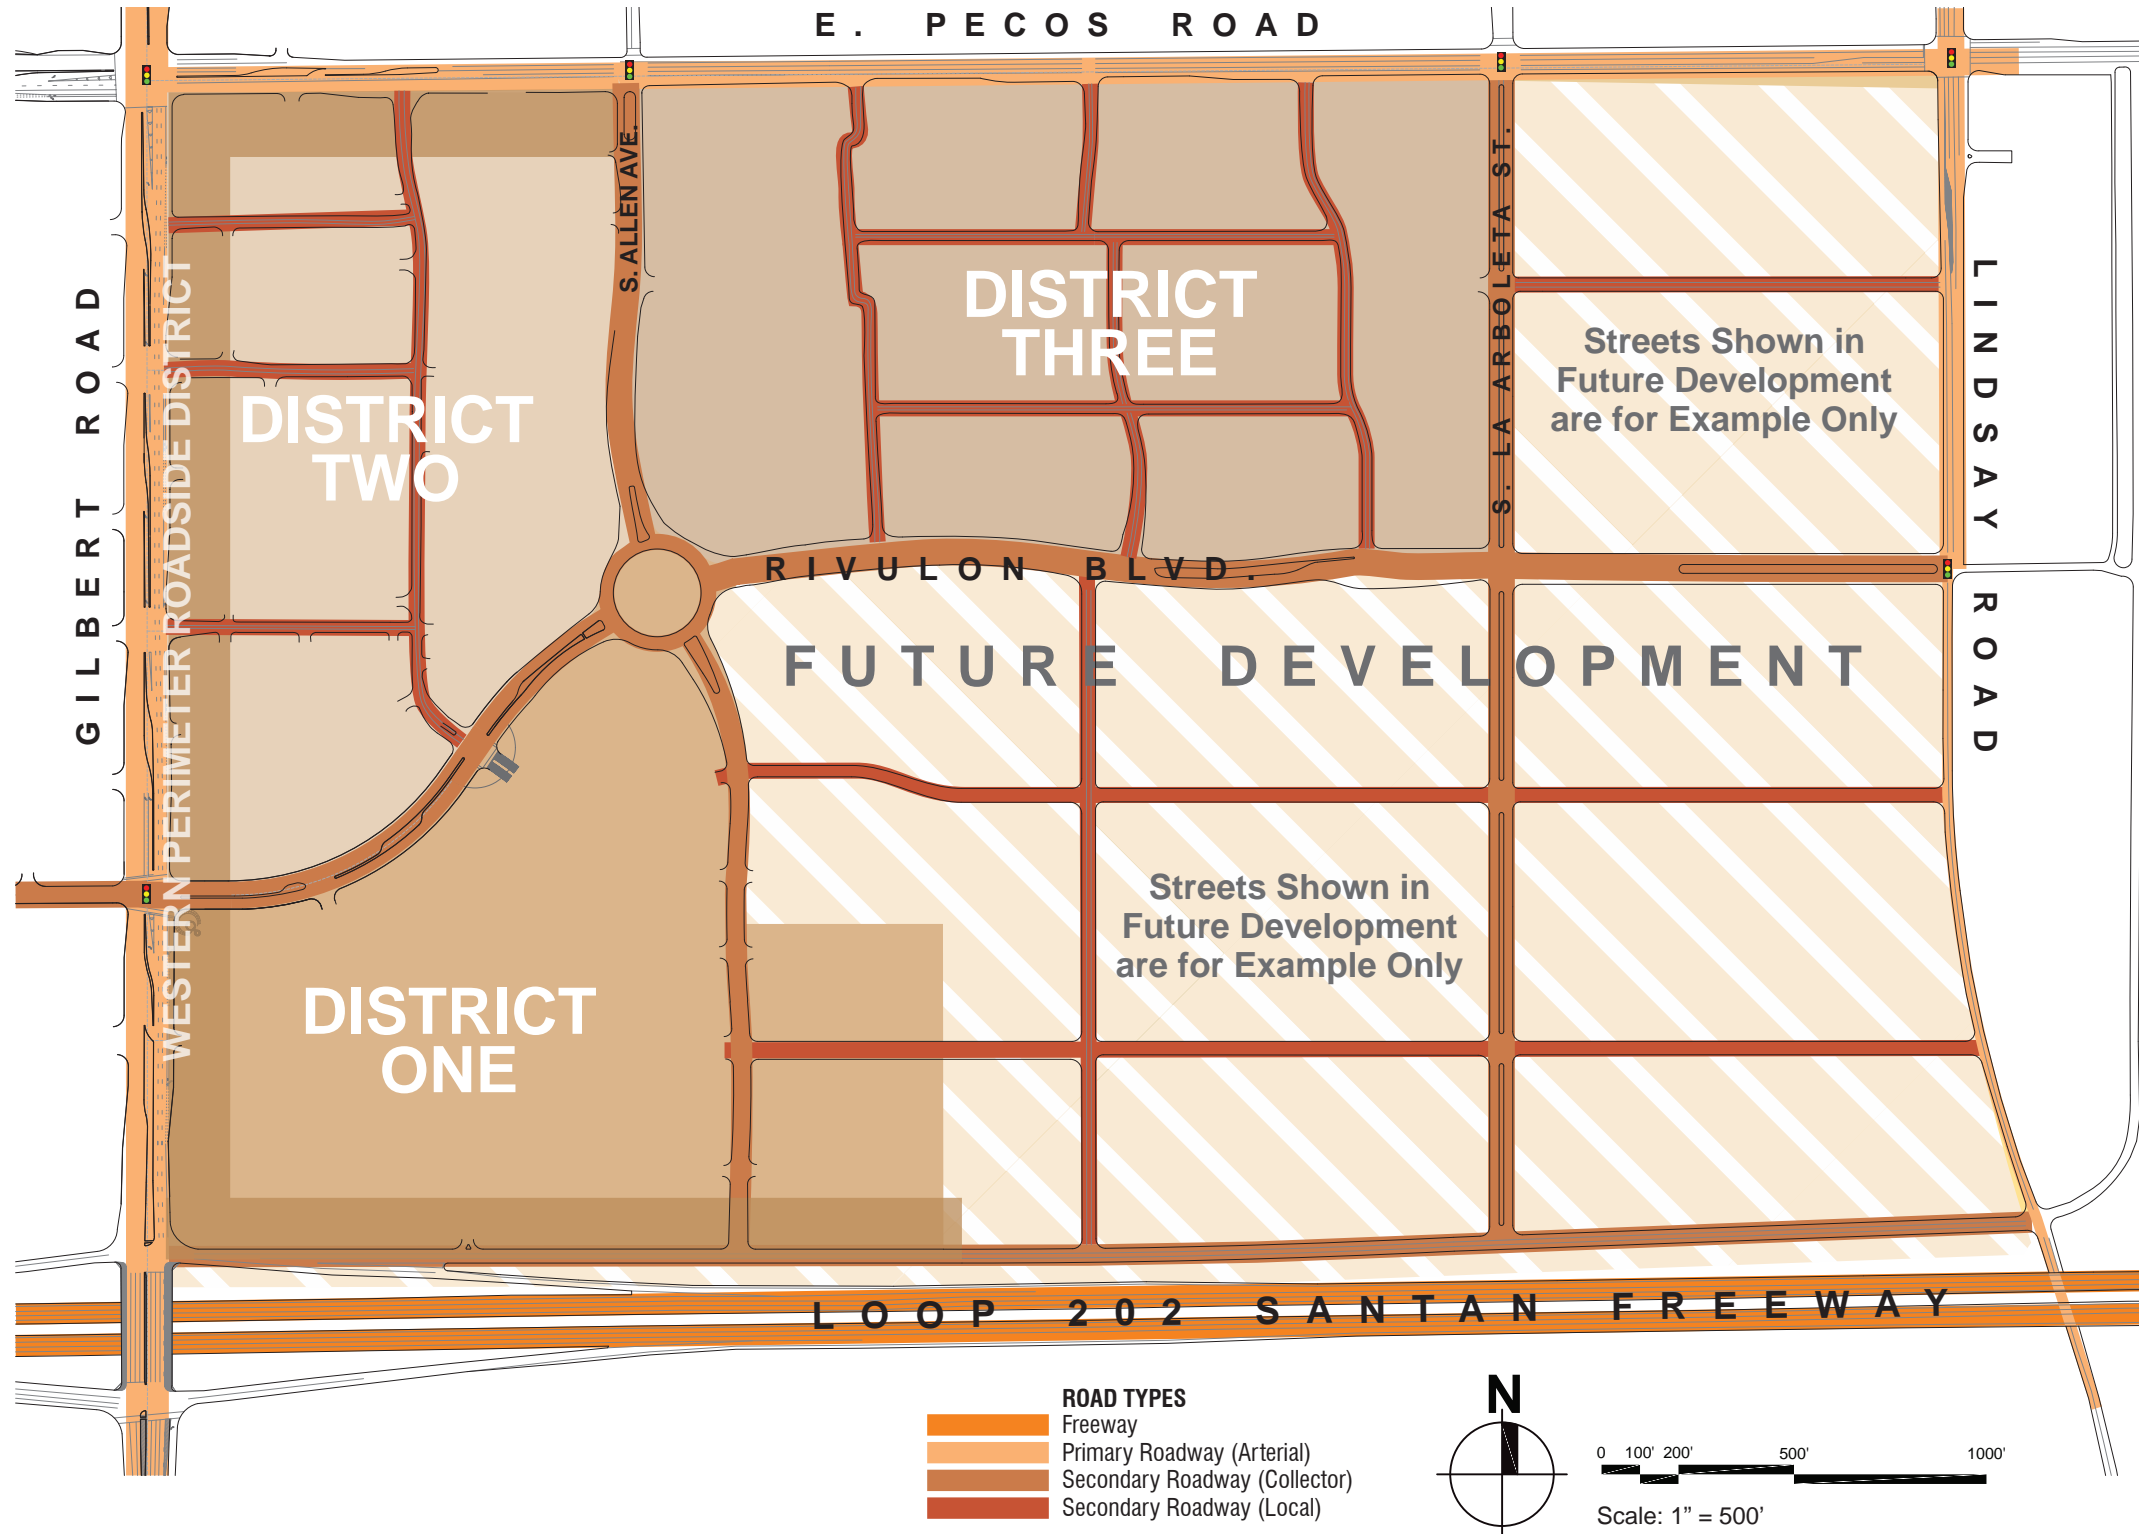 E. PECOS ROAD
S. ALLEN AVE.
S. LA ARBOLETA ST.
GILBERT ROAD
WESTERN PERIMETER ROADSIDE DISTRICT
LINDSAY ROAD
DISTRICT
THREE
Streets Shown in
Future Development
are for Example Only
DISTRICT
TWO
RIVULON BLVD.
FUTURE DEVELOPMENT
Streets Shown in
Future Development
are for Example Only
DISTRICT
ONE
LOOP 202 SANTAN FREEWAY
ROAD TYPES
Freeway
Primary Roadway (Arterial)
Secondary Roadway (Collector)
Secondary Roadway (Local)
N
0 100' 200' 500' 1000'
Scale: 1” = 500’